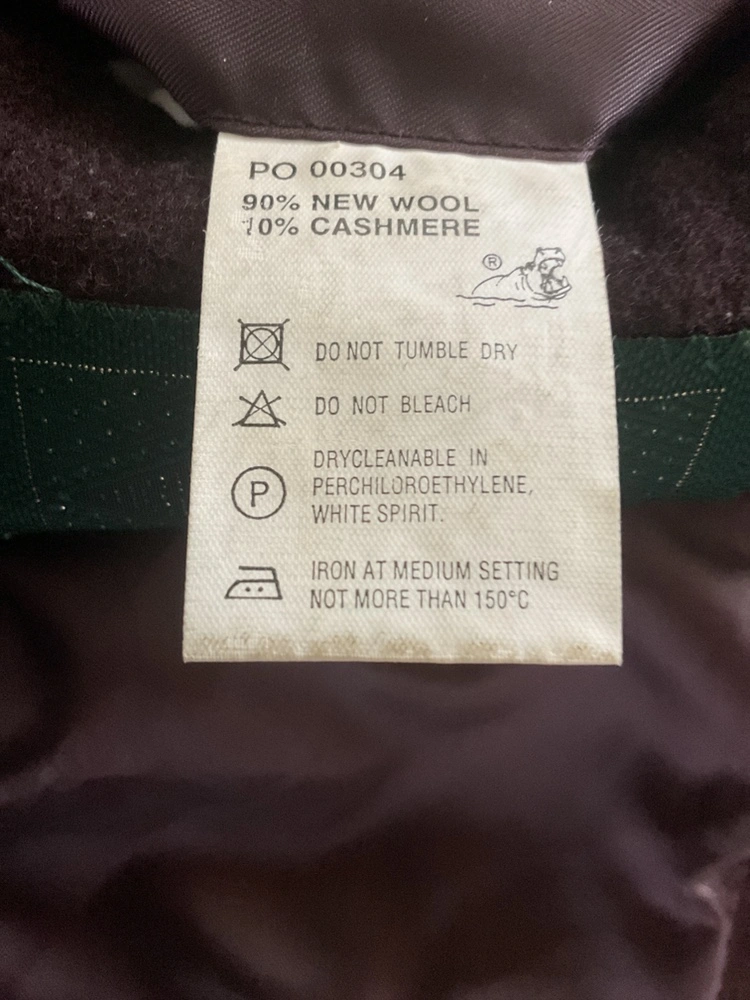 PO 00304
90% NEW WOOL
10% CASHMERE
®
DO NOT TUMBLE DRY
DO NOT BLEACH
P
DRYCLEANABLE IN
PERCHILOROETHYLENE,
WHITE SPIRIT.
IRON AT MEDIUM SETTING
NOT MORE THAN 150°C